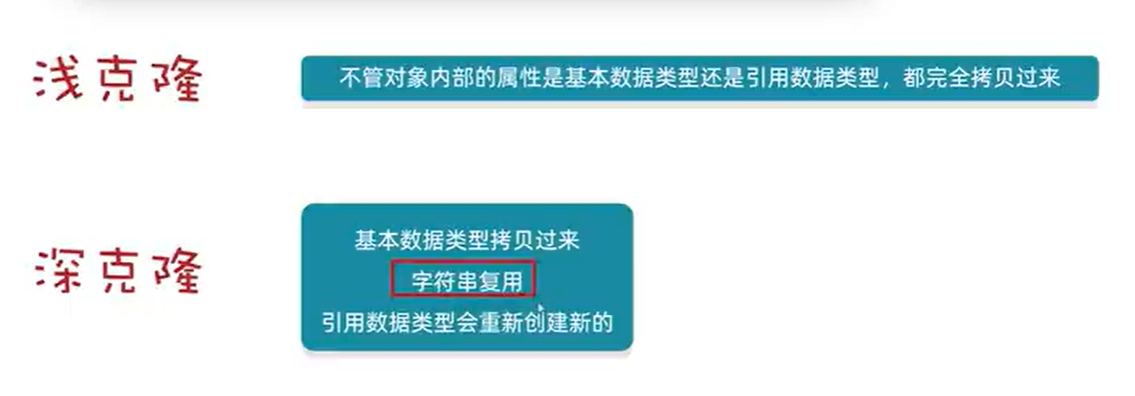 浅克隆
不管对象内部的属性是基本数据类型还是引用数据类型，都完全拷贝过来
深克隆
基本数据类型拷贝过来
字符串复用
引用数据类型会重新创建新的